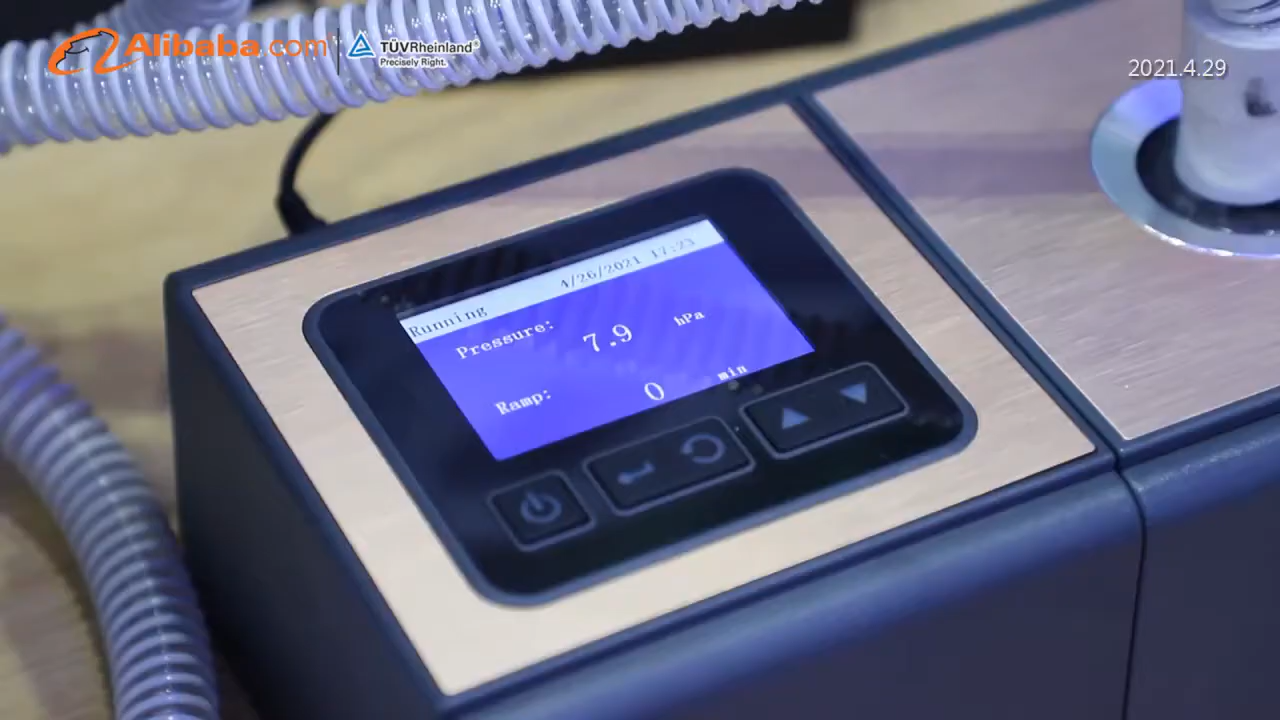 Alibaba.com
TÜVRheinland®
Precisely Right.
2021.4.29
Running 4/26/2021 17:23
Pressure: 7.9 hPa
Ramp: 0 min